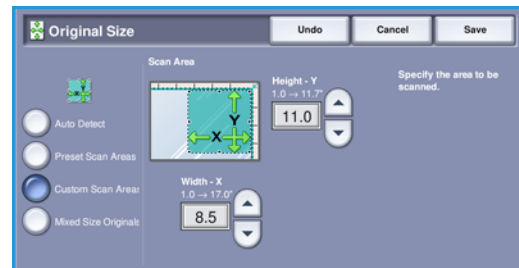 Original Size
Undo
Cancel
Save
Scan Area
Height - Y
1.0 → 11.7"
11.0
Specify the area to be
scanned.
Auto Detect
Preset Scan Areas
Custom Scan Areas
Mixed Size Originals
Y
X
Width - X
1.0 → 17.0"
8.5